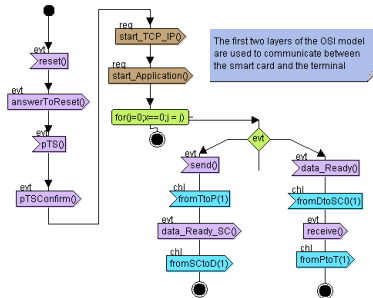 evt
reset()
evt
answerToReset()
evt
pTS()
evt
pTSConfirm()
req
start_TCP_IP()
req
start_Application()
for(j=0;x==0;j = j)
The first two layers of the OSI model
are used to communicate between
the smart card and the terminal
evt
evt
send()
chl
fromTtoP(1)
evt
data_Ready_SC()
chl
fromSCtoD(1)
evt
data_Ready()
chl
fromDtoSC0(1)
evt
receive()
chl
fromPtoT(1)